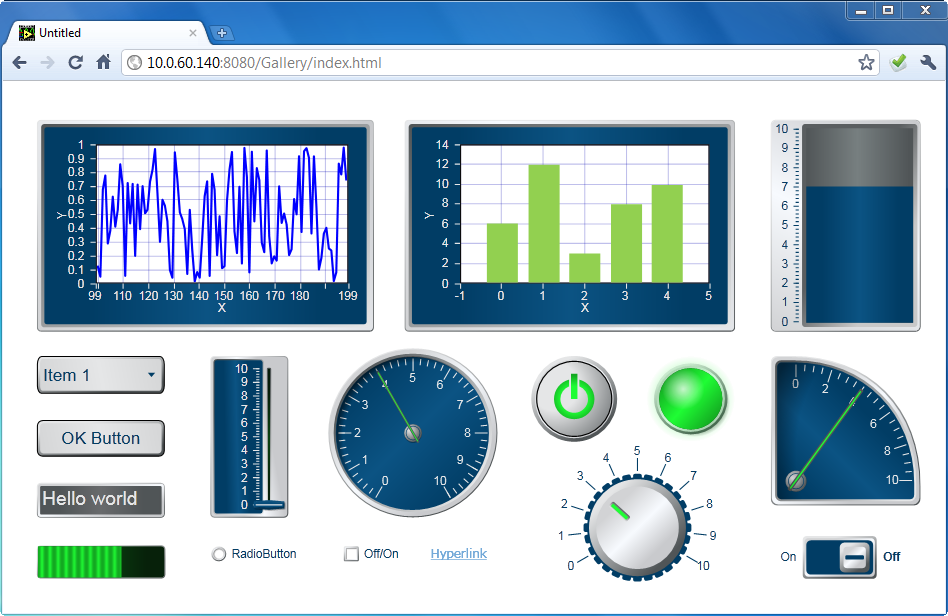 Untitled
10.0.60.140:8080/Gallery/index.html
1
0.9
0.8
0.7
0.6
0.5
0.4
0.3
0.2
0.1
0
Y
99 110 120 130 140 150 160 170 180 199
X
14
12
10
8
6
4
2
0
Y
-1 0 1 2 3 4 5
X
10
9
8
7
6
5
4
3
2
1
0
Item 1
OK Button
Hello world
10
9
8
7
6
5
4
3
2
1
0
0 1 2 3 4 5 6 7 8 9 10
0 1 2 3 4 5 6 7 8 9 10
0 2 4 6 8 10
RadioButton
Off/On
Hyperlink
On Off